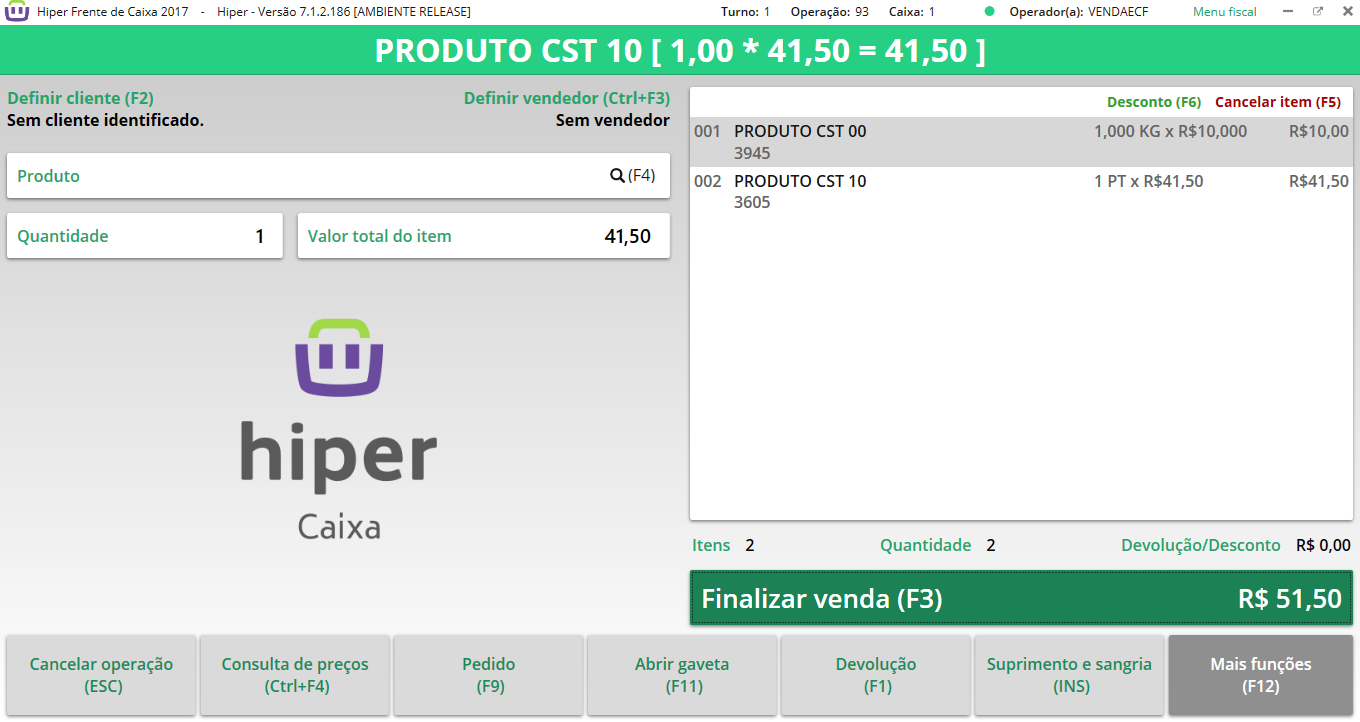 Hiper Frente de Caixa 2017 - Hiper - Versão 7.1.2.186 [AMBIENTE RELEASE] Turno: 1 Operação: 93 Caixa: 1 Operador(a): VENDAECF Menu fiscal
PRODUTO CST 10 [ 1,00 * 41,50 = 41,50 ]
Definir cliente (F2) Definir vendedor (Ctrl+F3)
Sem cliente identificado. Sem vendedor
Produto (F4)
Quantidade 1 Valor total do item 41,50
hiper
Caixa
Desconto (F6) Cancelar item (F5)
001 PRODUTO CST 00 1,000 KG x R$10,000 R$10,00
3945
002 PRODUTO CST 10 1 PT x R$41,50 R$41,50
3605
Itens 2 Quantidade 2 Devolução/Desconto R$ 0,00
Finalizar venda (F3) R$ 51,50
Cancelar operação
(ESC)
Consulta de preços
(Ctrl+F4)
Pedido
(F9)
Abrir gaveta
(F11)
Devolução
(F1)
Suprimento e sangria
(INS)
Mais funções
(F12)